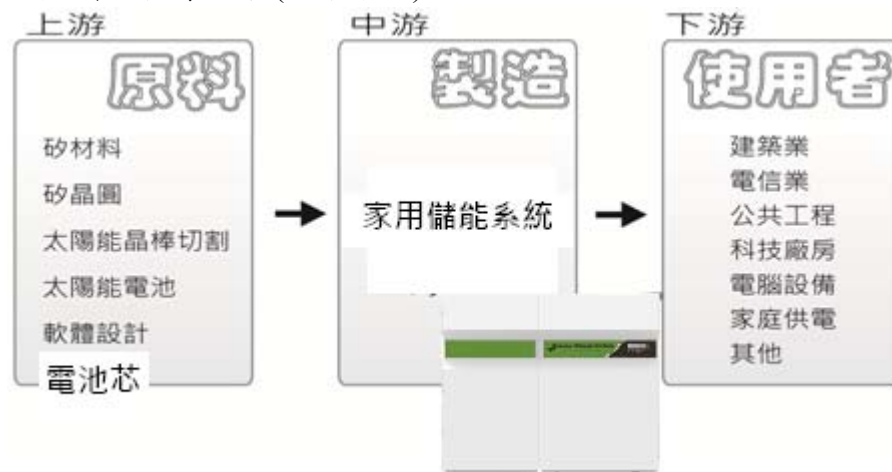 上游
原料
矽材料
矽晶圓
太陽能晶棒切割
太陽能電池
軟體設計
電池芯
中游
製造
家用儲能系統
下游
使用者
建築業
電信業
公共工程
科技廠房
電腦設備
家庭供電
其他